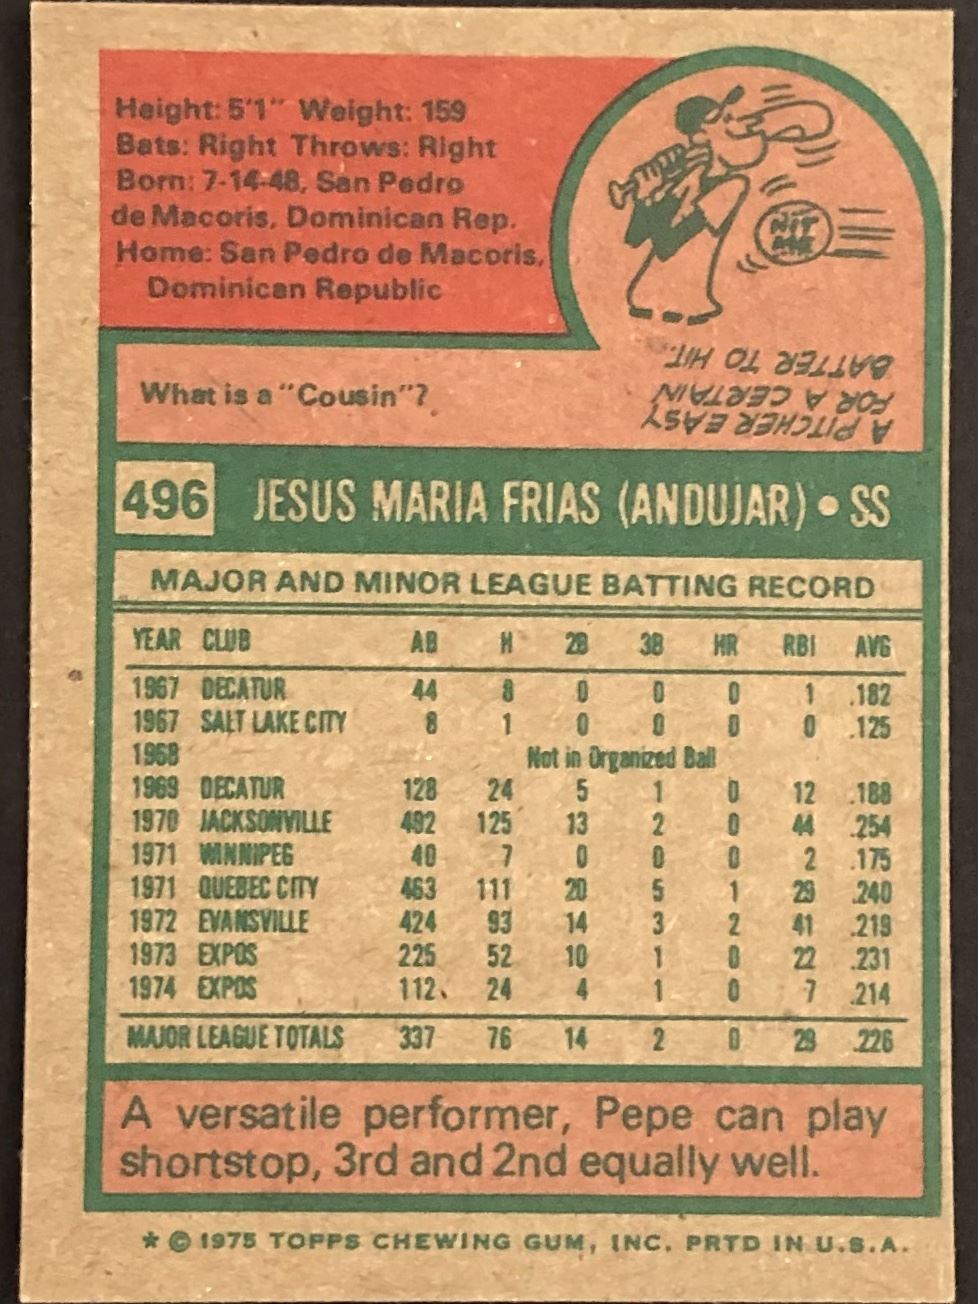 Height: 5'1" Weight: 159
Bats: Right Throws: Right
Born: 7-14-48, San Pedro
de Macoris, Dominican Rep.
Home: San Pedro de Macoris,
Dominican Republic
HIT
ME
What is a "Cousin"?
A PITCHER EASY
FOR A CERTAIN
BATTER TO HIT.
496 JESUS MARIA FRIAS (ANDUJAR) • SS
MAJOR AND MINOR LEAGUE BATTING RECORD
YEAR CLUB AB H 2B 3B HR RBI AVG
1967 DECATUR 44 8 0 0 0 1 .182
1967 SALT LAKE CITY 8 1 0 0 0 0 .125
1968 Not in Organized Ball
1969 DECATUR 128 24 5 1 0 12 .188
1970 JACKSONVILLE 492 125 13 2 0 44 .254
1971 WINNIPEG 40 7 0 0 0 2 .175
1971 QUEBEC CITY 463 111 20 5 1 29 .240
1972 EVANSVILLE 424 93 14 3 2 41 .219
1973 EXPOS 225 52 10 1 0 22 .231
1974 EXPOS 112 24 4 1 0 7 .214
MAJOR LEAGUE TOTALS 337 76 14 2 0 29 .226
A versatile performer, Pepe can play
shortstop, 3rd and 2nd equally well.
* © 1975 TOPPS CHEWING GUM, INC. PRTD IN U.S.A.